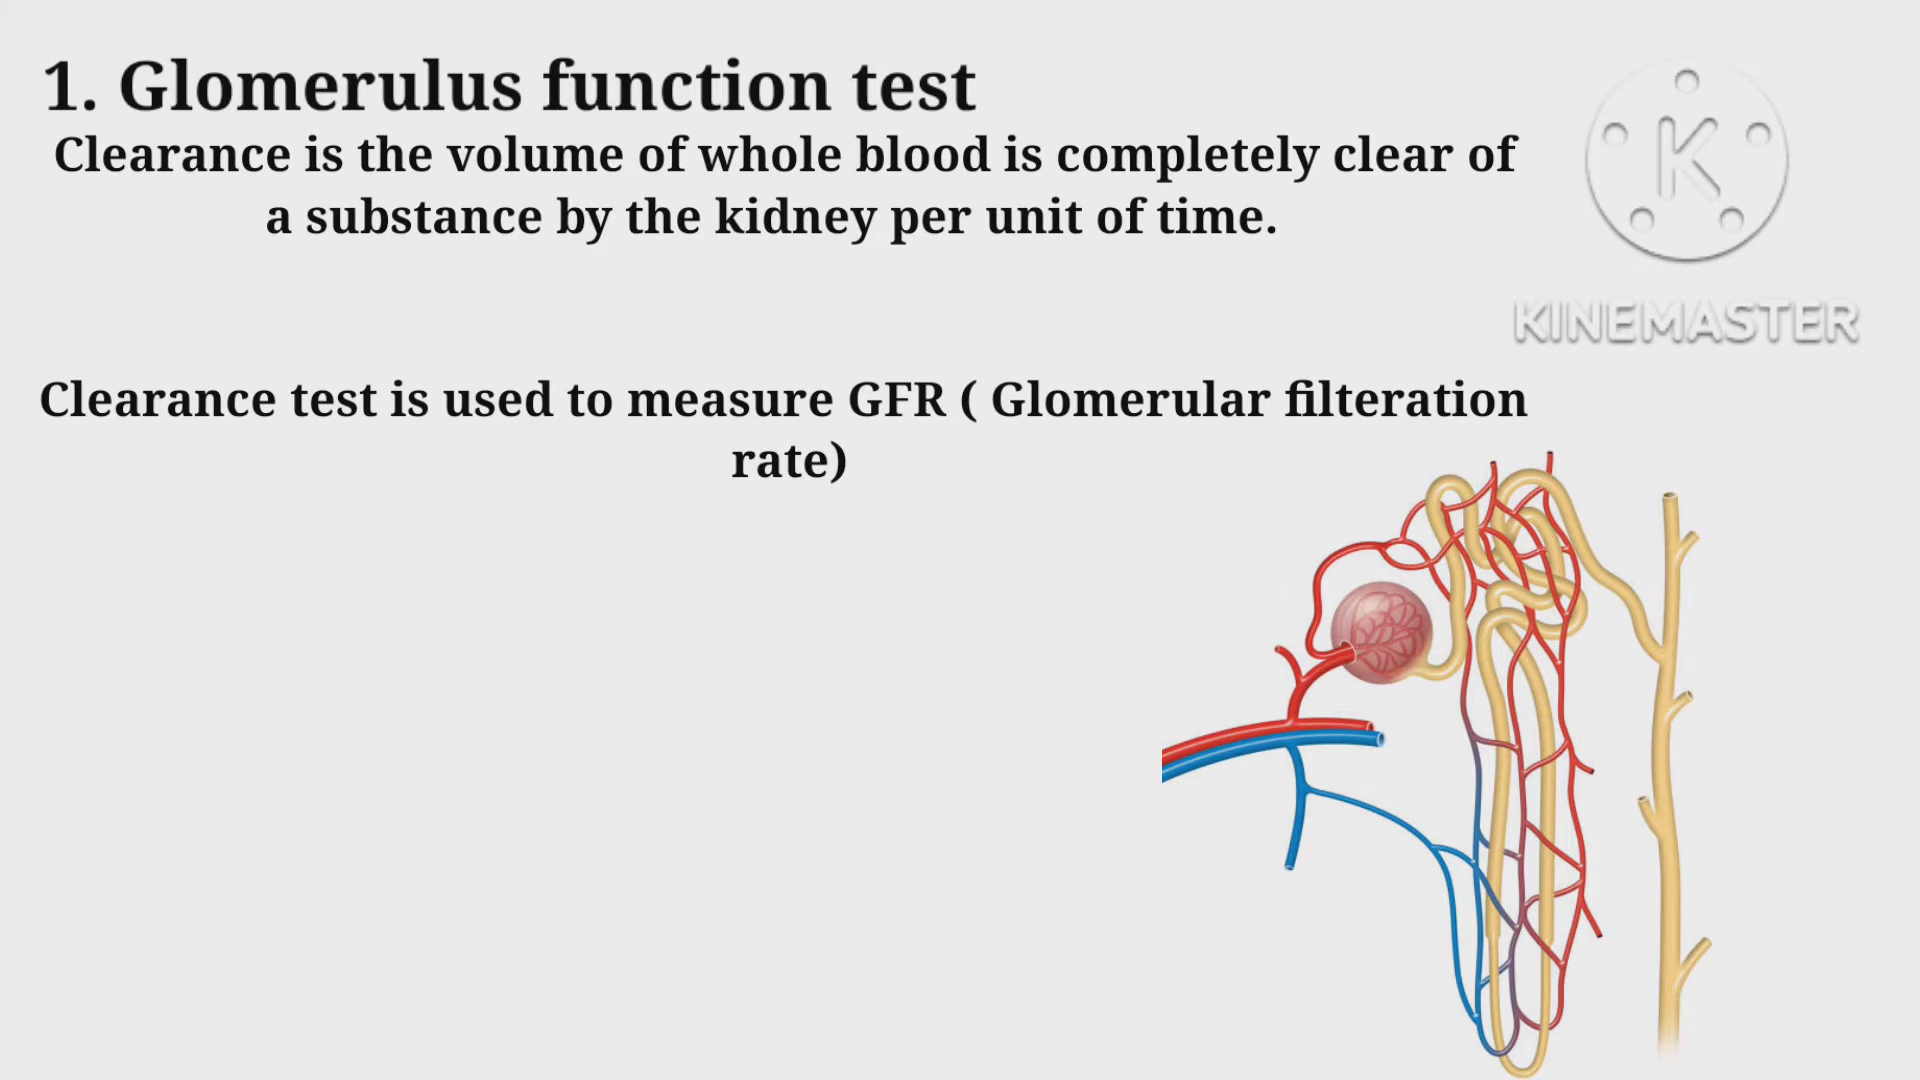 1. Glomerulus function test
Clearance is the volume of whole blood is completely clear of
a substance by the kidney per unit of time.
K
KINEMASTER
Clearance test is used to measure GFR ( Glomerular filteration
rate)